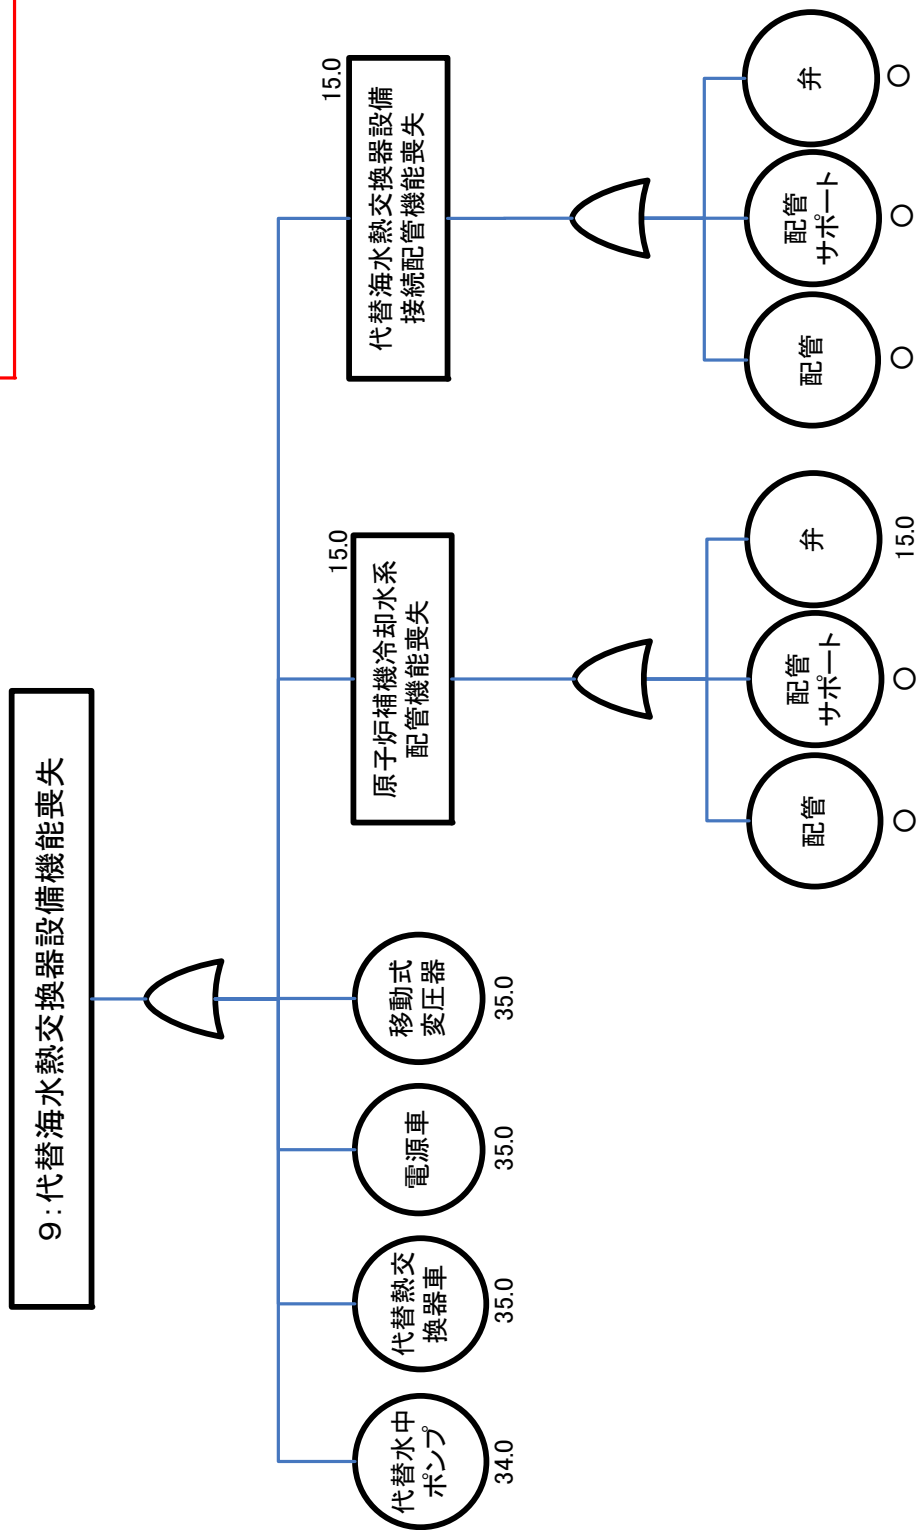 9:代替海水熱交換器設備機能喪失
代替水中
ポンプ
34.0
代替熱交
換器車
35.0
電源車
35.0
移動式
変圧器
35.0
15.0
原子炉補機冷却水系
配管機能喪失
配管
○
配管
サポート
○
弁
15.0
15.0
代替海水熱交換器設備
接続配管機能喪失
配管
○
配管
サポート
○
弁
○